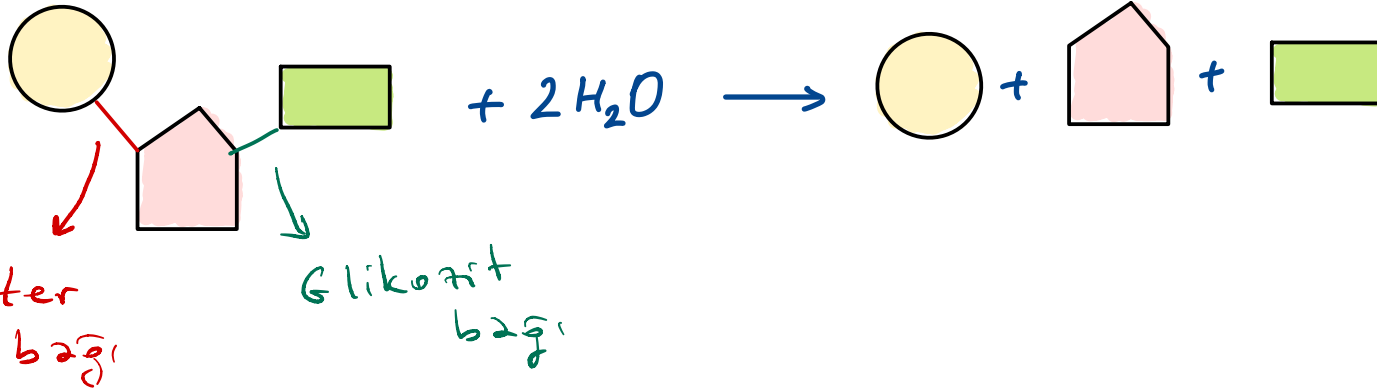 + 2H₂O → + +
ter
bağı
Glikozit
bağı